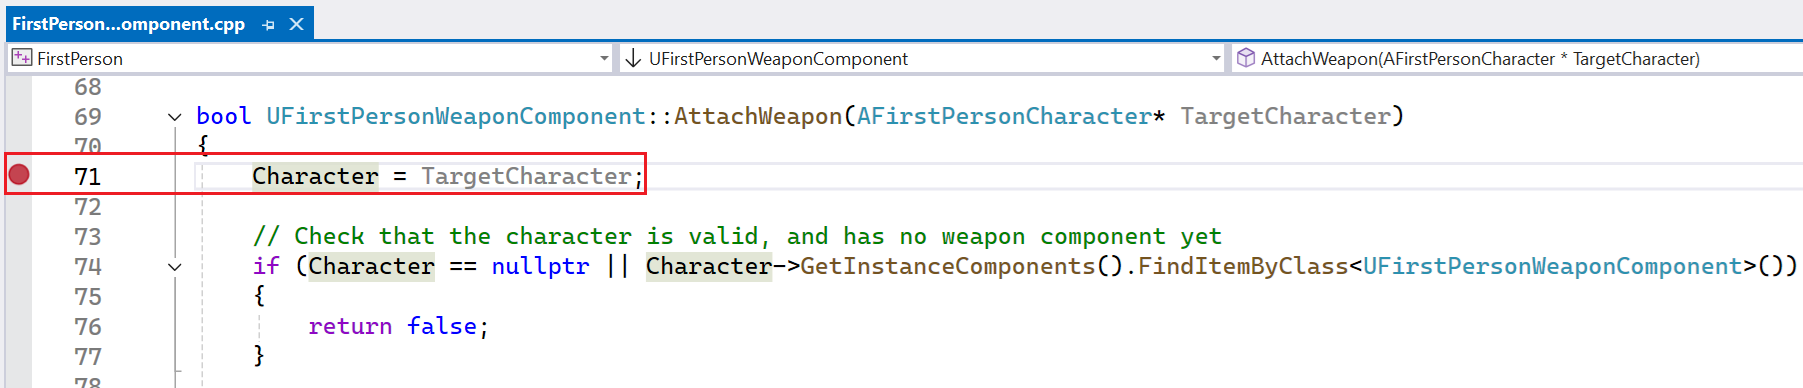 FirstPerson...omponent.cpp
FirstPerson UFirstPersonWeaponComponent AttachWeapon(AFirstPersonCharacter * TargetCharacter)
68
69 bool UFirstPersonWeaponComponent::AttachWeapon(AFirstPersonCharacter* TargetCharacter)
70 {
71 Character = TargetCharacter;
72
73 // Check that the character is valid, and has no weapon component yet
74 if (Character == nullptr || Character->GetInstanceComponents().FindItemByClass<UFirstPersonWeaponComponent>())
75 {
76 return false;
77 }
78